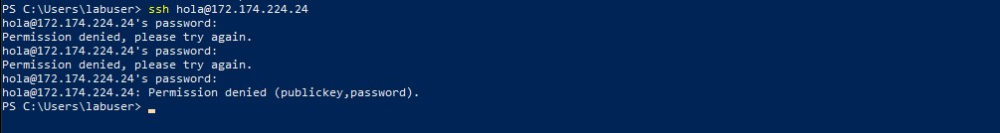 PS C:\Users\labuser> ssh hola@172.174.224.24
hola@172.174.224.24's password:
Permission denied, please try again.
hola@172.174.224.24's password:
Permission denied, please try again.
hola@172.174.224.24's password:
hola@172.174.224.24: Permission denied (publickey,password).
PS C:\Users\labuser>